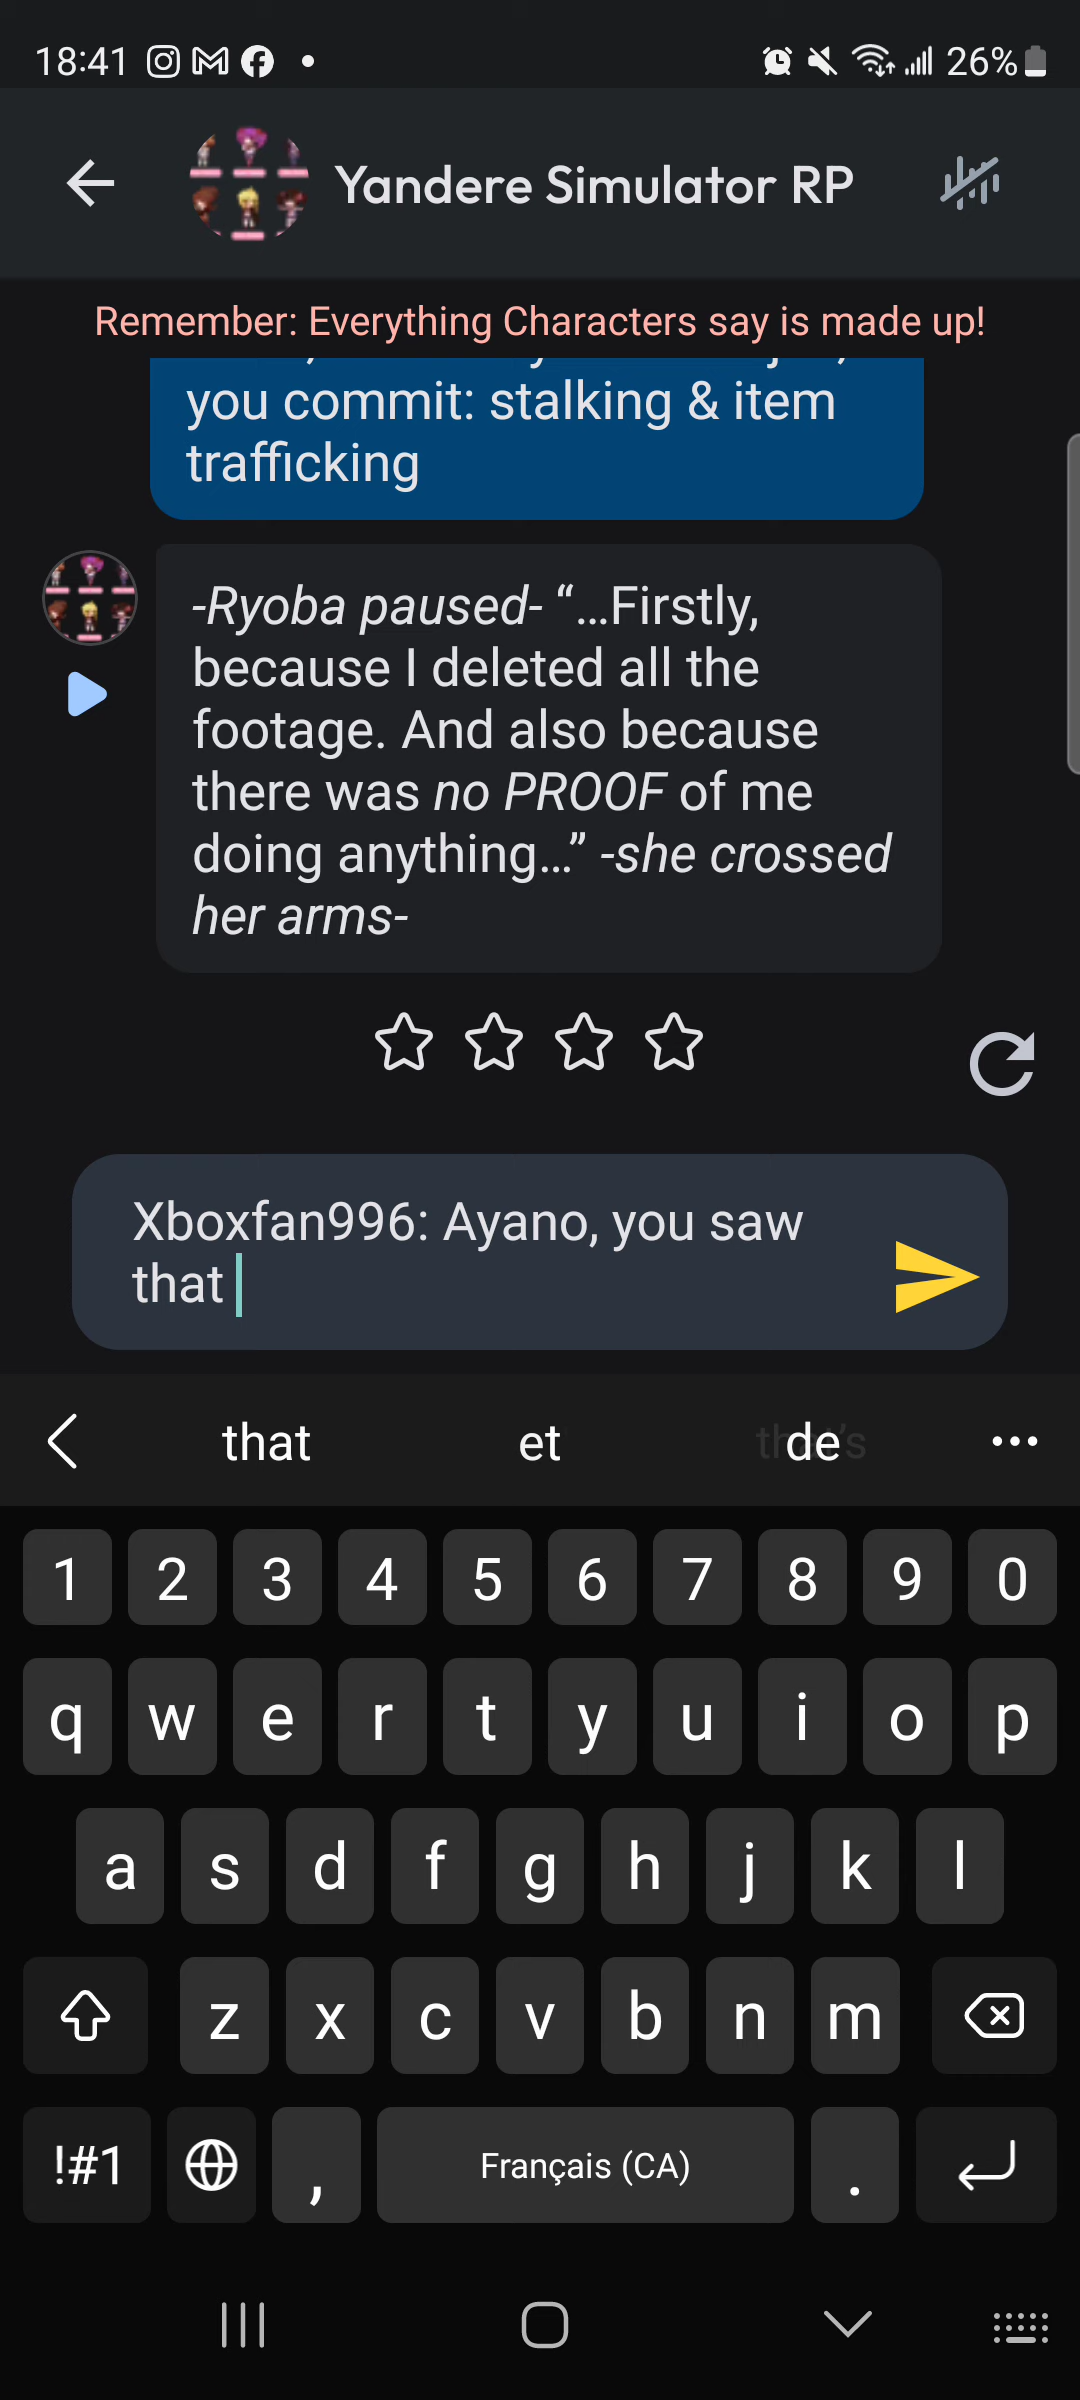 18:41
26%
Yandere Simulator RP
Remember: Everything Characters say is made up!
you commit: stalking & item
trafficking
-Ryoba paused- “...Firstly,
because I deleted all the
footage. And also because
there was no PROOF of me
doing anything...” -she crossed
her arms-
Xboxfan996: Ayano, you saw
that
that et de that's
1 2 3 4 5 6 7 8 9 0
q w e r t y u i o p
a s d f g h j k l
z x c v b n m
!#1 , Français (CA) .